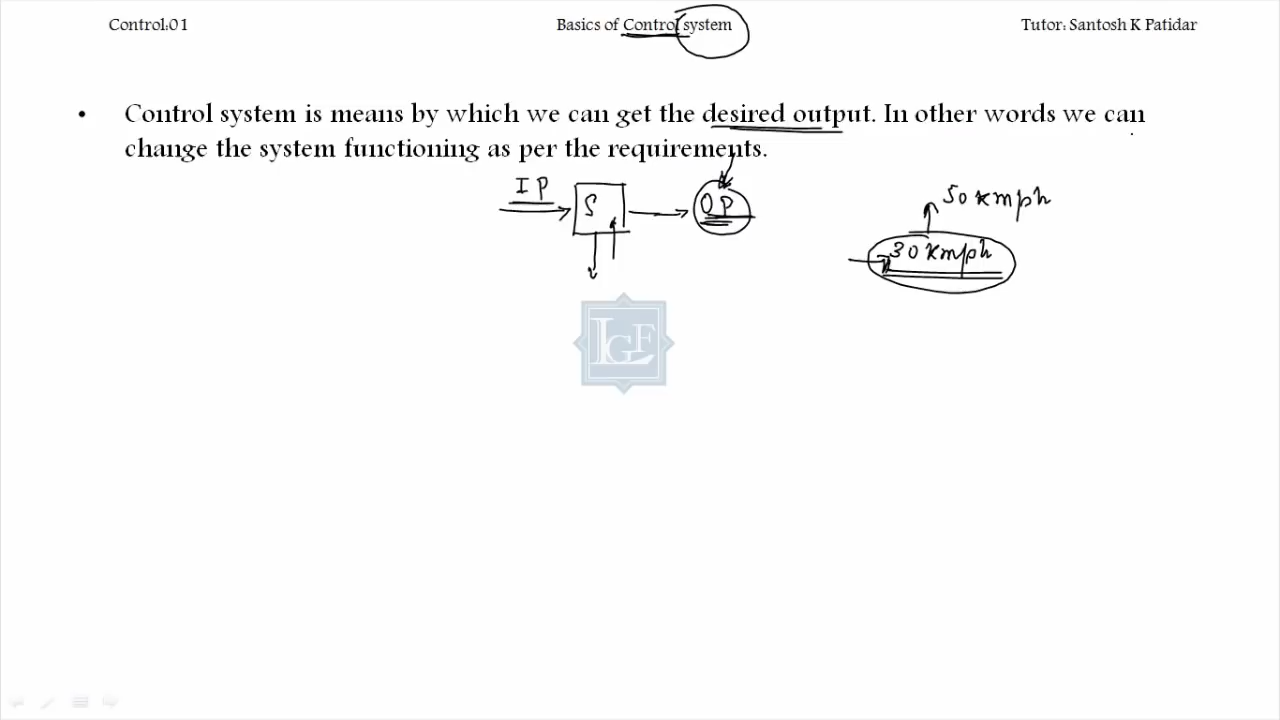 Control:01 Basics of Control system Tutor: Santosh K Patidar
• Control system is means by which we can get the desired output. In other words we can
change the system functioning as per the requirements.
IP S OP
50 kmph
30 kmph
LGF